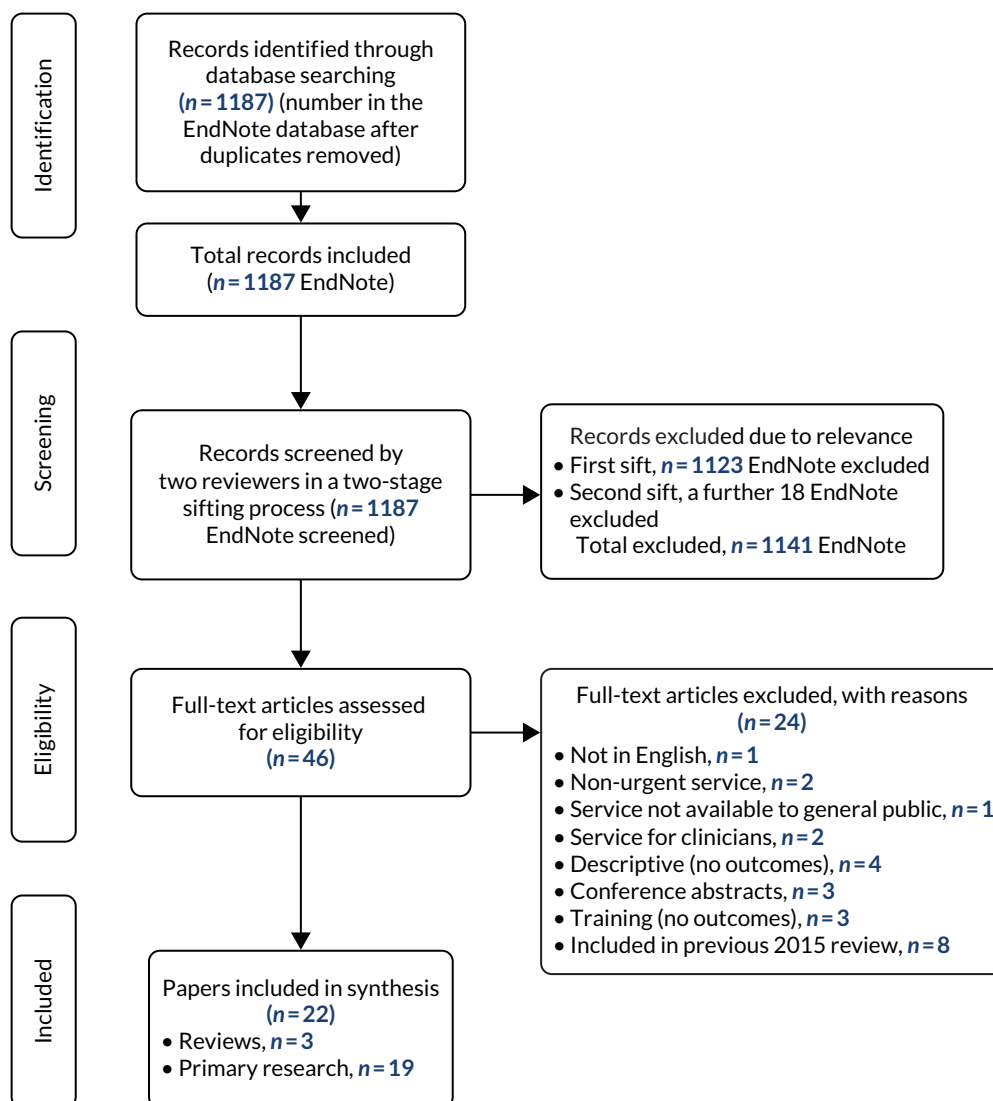 Identification
Records identified through
database searching
(n = 1187) (number in the
EndNote database after
duplicates removed)
Total records included
(n = 1187 EndNote)
Screening
Records screened by
two reviewers in a two-stage
sifting process (n = 1187
EndNote screened)
Records excluded due to relevance
• First sift, n = 1123 EndNote excluded
• Second sift, a further 18 EndNote
excluded
Total excluded, n = 1141 EndNote
Eligibility
Full-text articles assessed
for eligibility
(n = 46)
Full-text articles excluded, with reasons
(n = 24)
• Not in English, n = 1
• Non-urgent service, n = 2
• Service not available to general public, n = 1
• Service for clinicians, n = 2
• Descriptive (no outcomes), n = 4
• Conference abstracts, n = 3
• Training (no outcomes), n = 3
• Included in previous 2015 review, n = 8
Included
Papers included in synthesis
(n = 22)
• Reviews, n = 3
• Primary research, n = 19